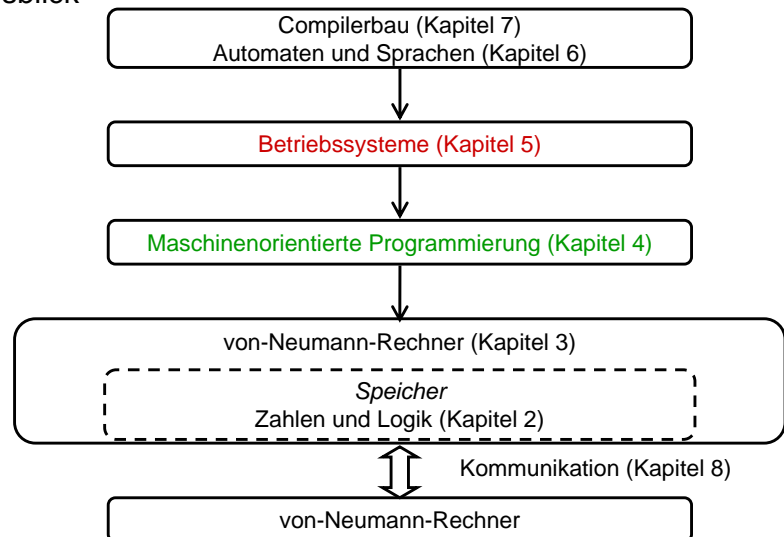 Compilerbau (Kapitel 7)
Automaten und Sprachen (Kapitel 6)
Betriebssysteme (Kapitel 5)
Maschinenorientierte Programmierung (Kapitel 4)
von-Neumann-Rechner (Kapitel 3)
Speicher
Zahlen und Logik (Kapitel 2)
Kommunikation (Kapitel 8)
von-Neumann-Rechner